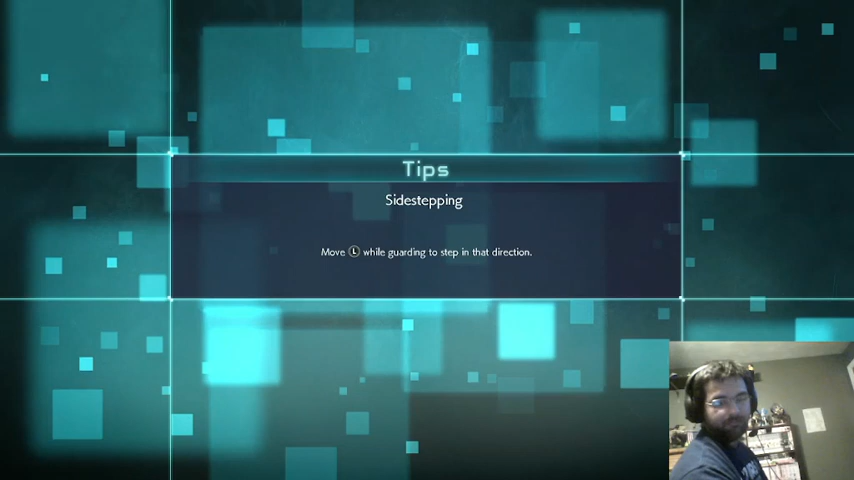 Tips
Sidestepping
Move L while guarding to step in that direction.